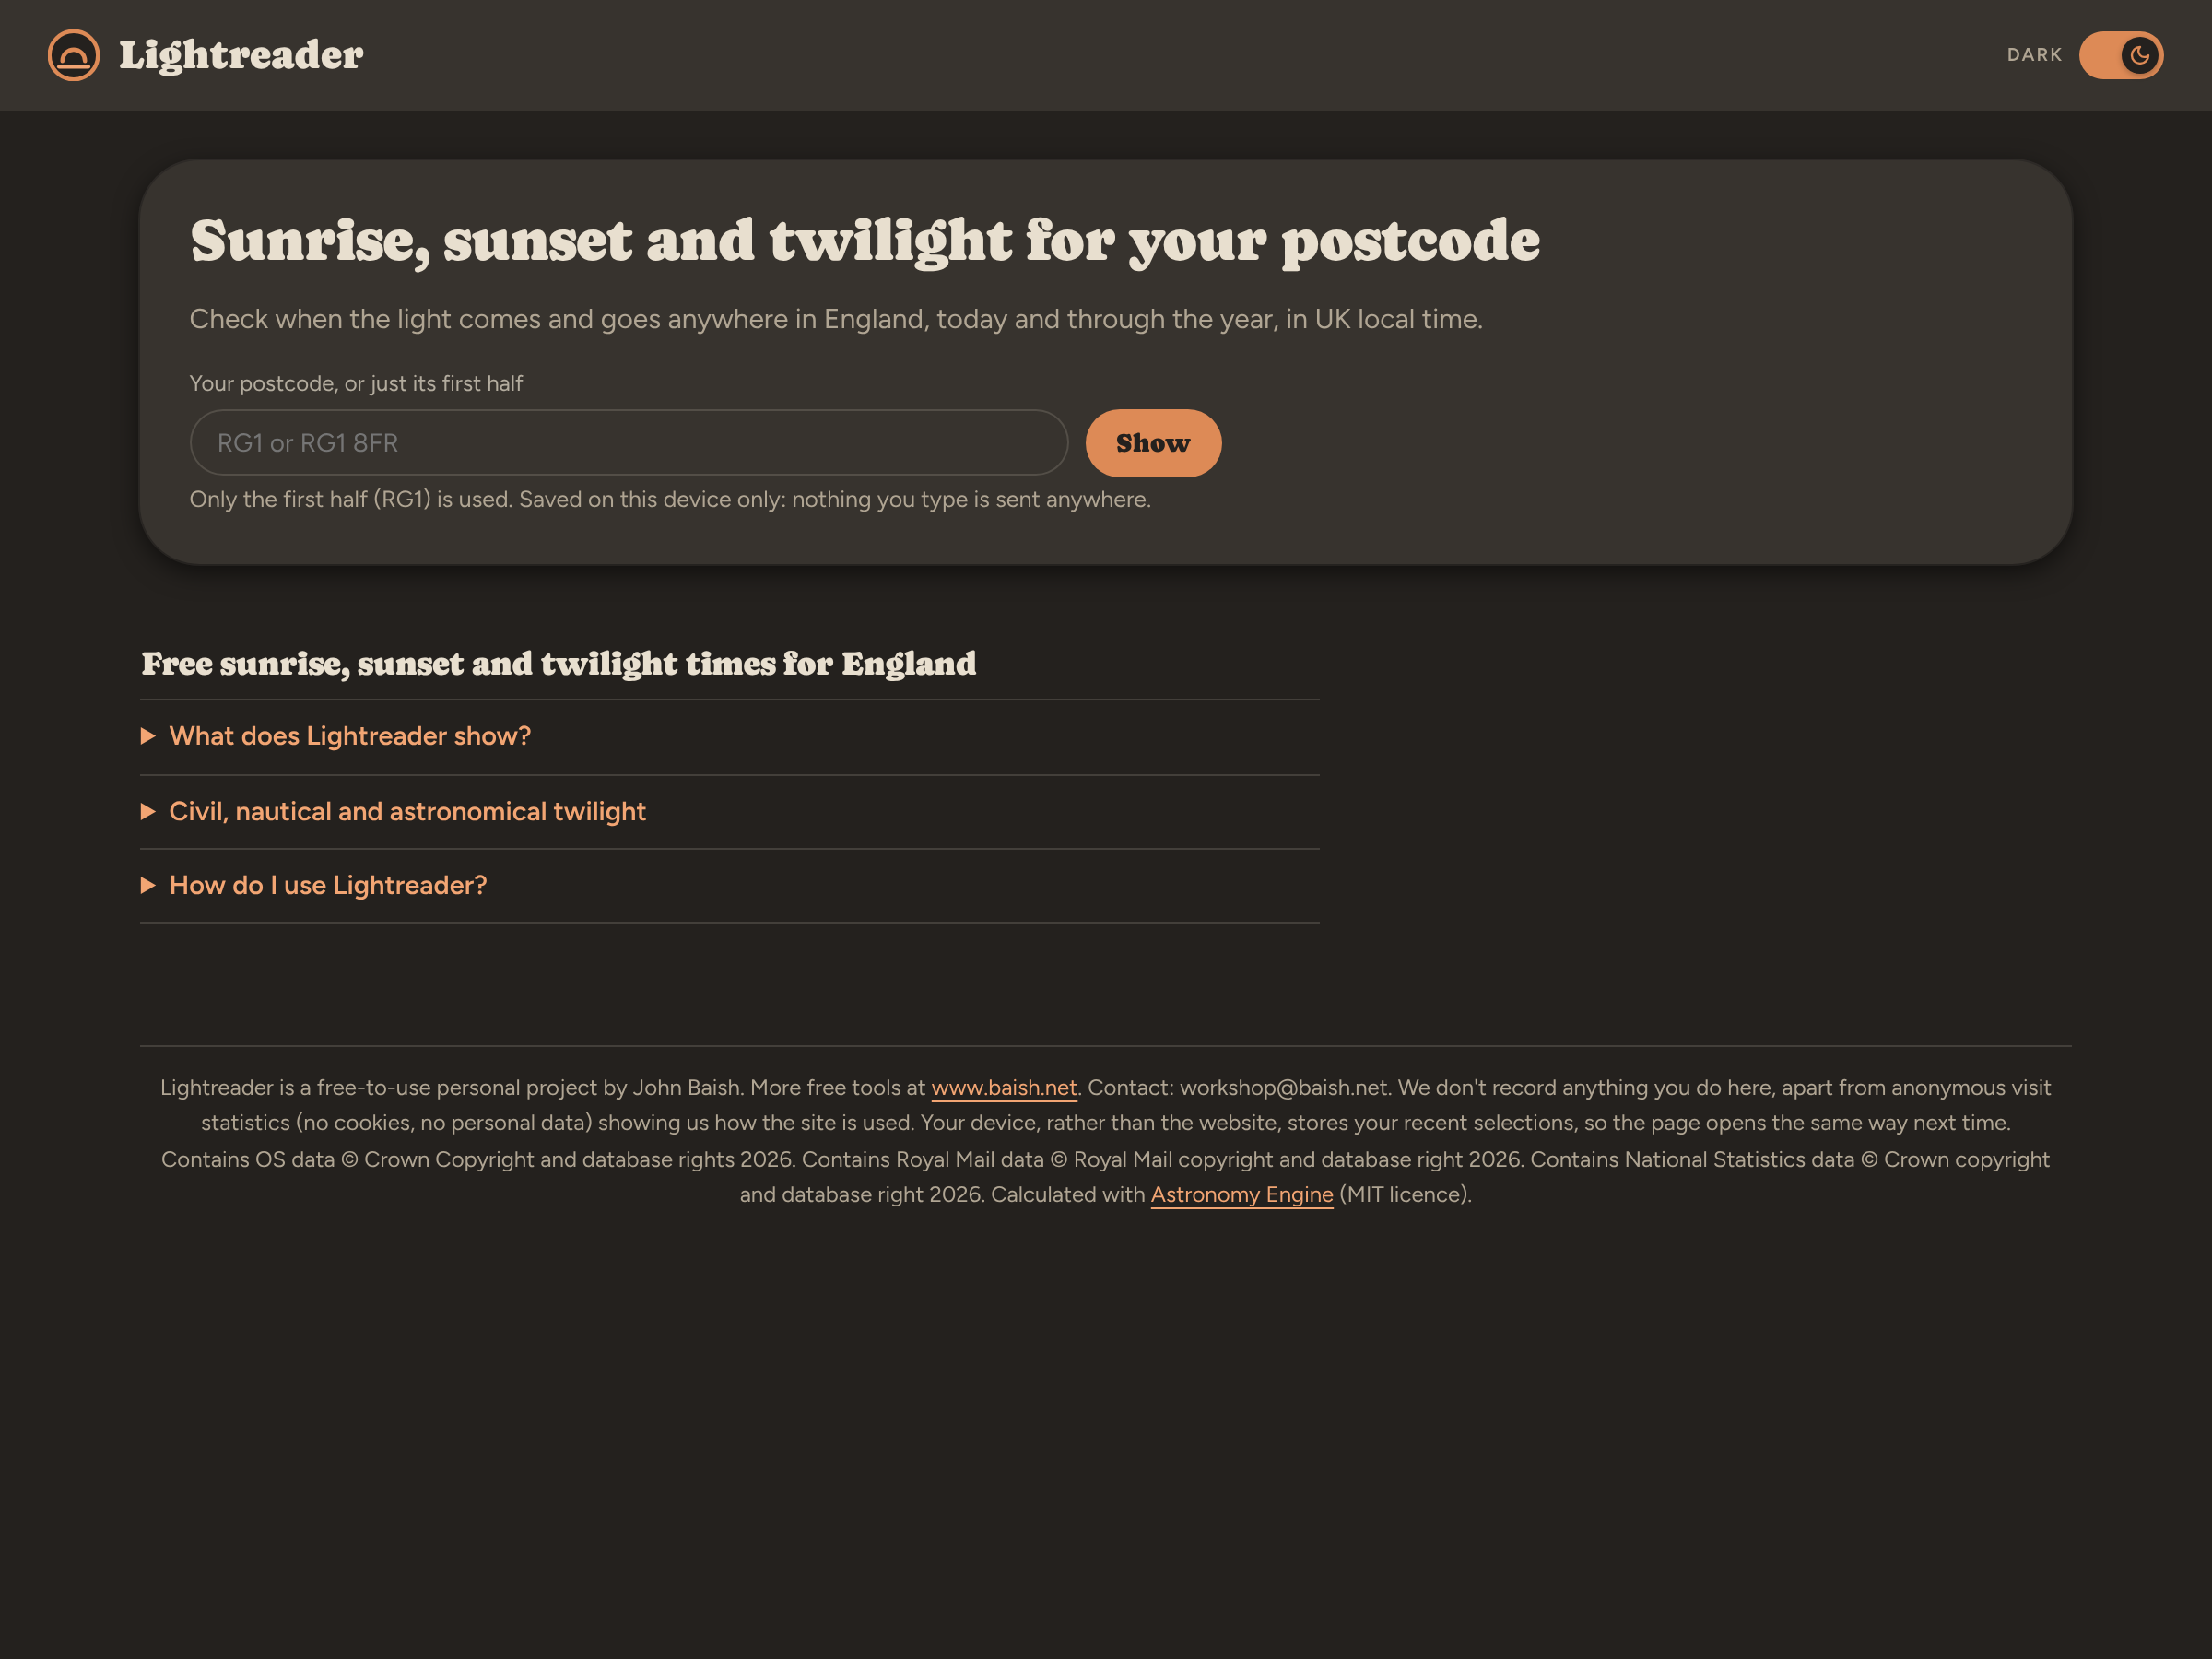 Lightreader
DARK
Sunrise, sunset and twilight for your postcode
Check when the light comes and goes anywhere in England, today and through the year, in UK local time.
Your postcode, or just its first half
RG1 or RG1 8FR
Show
Only the first half (RG1) is used. Saved on this device only: nothing you type is sent anywhere.
Free sunrise, sunset and twilight times for England
What does Lightreader show?
Civil, nautical and astronomical twilight
How do I use Lightreader?
Lightreader is a free-to-use personal project by John Baish. More free tools at www.baish.net. Contact: workshop@baish.net. We don't record anything you do here, apart from anonymous visit
statistics (no cookies, no personal data) showing us how the site is used. Your device, rather than the website, stores your recent selections, so the page opens the same way next time.
Contains OS data © Crown Copyright and database rights 2026. Contains Royal Mail data © Royal Mail copyright and database right 2026. Contains National Statistics data © Crown copyright
and database right 2026. Calculated with Astronomy Engine (MIT licence).